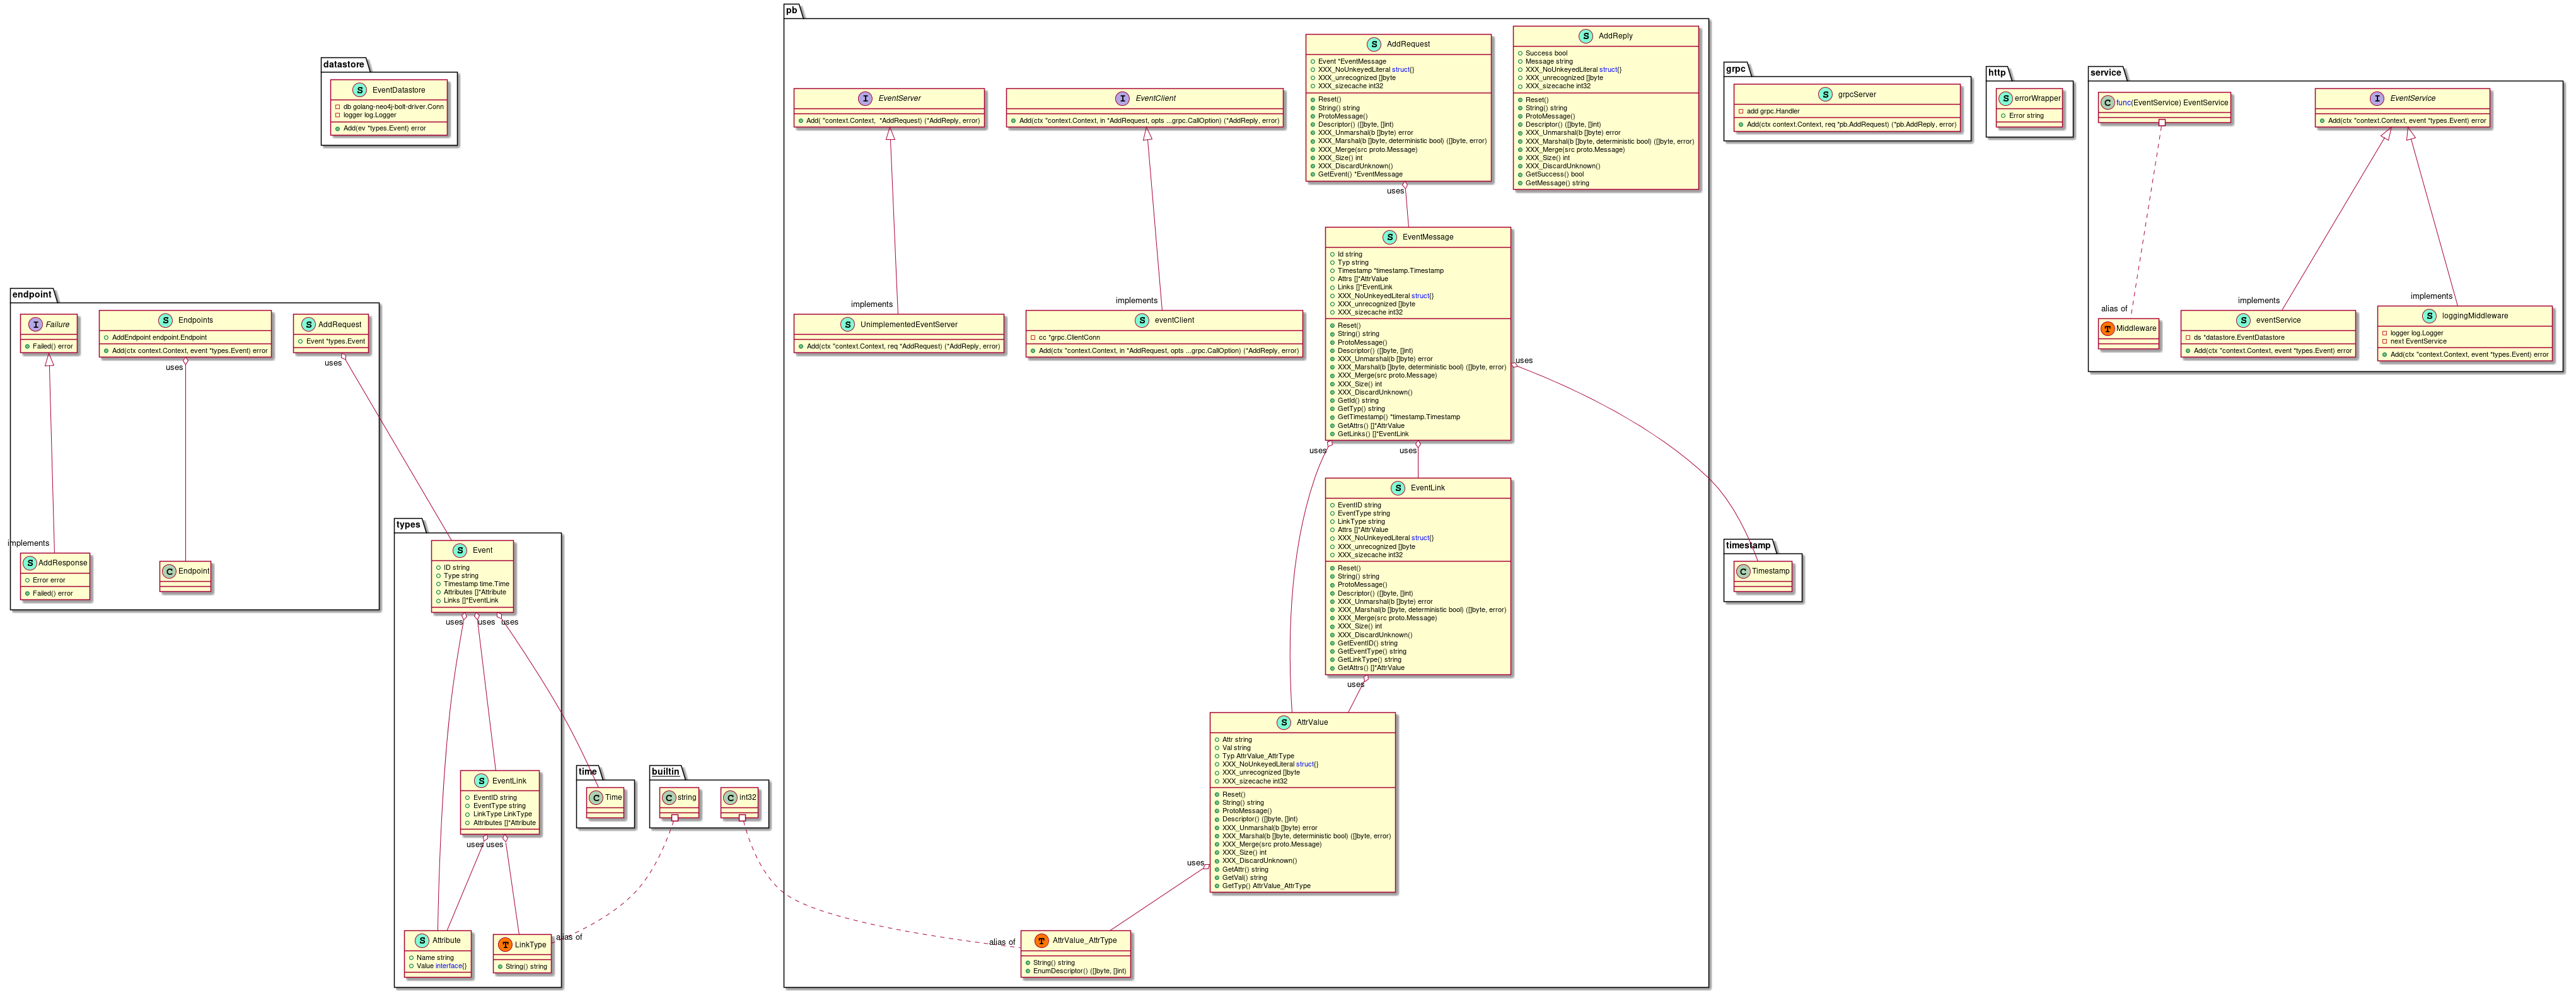 datastore
S EventDatastore
db golang-neo4j-bolt-driver.Conn
logger log.Logger
Add(ev *types.Event) error
endpoint
I Failure
Failed() error
S Endpoints
AddEndpoint endpoint.Endpoint
Add(ctx context.Context, event *types.Event) error
S AddRequest
Event *types.Event
uses
uses
implements
S AddResponse
Error error
Failed() error
C Endpoint
types
S Event
ID string
Type string
Timestamp time.Time
Attributes []*Attribute
Links []*EventLink
uses
uses
uses
S EventLink
EventID string
EventType string
LinkType LinkType
Attributes []*Attribute
uses
uses
S Attribute
Name string
Value interface{}
T LinkType
String() string
alias of
time
C Time
builtin
C string
C int32
pb
I EventServer
Add( "context.Context,  *AddRequest) (*AddReply, error)
I EventClient
Add(ctx "context.Context, in *AddRequest, opts ...grpc.CallOption) (*AddReply, error)
S AddRequest
Event *EventMessage
XXX_NoUnkeyedLiteral struct{}
XXX_unrecognized []byte
XXX_sizecache int32
Reset()
String() string
ProtoMessage()
Descriptor() ([]byte, []int)
XXX_Unmarshal(b []byte) error
XXX_Marshal(b []byte, deterministic bool) ([]byte, error)
XXX_Merge(src proto.Message)
XXX_Size() int
XXX_DiscardUnknown()
GetEvent() *EventMessage
uses
S AddReply
Success bool
Message string
XXX_NoUnkeyedLiteral struct{}
XXX_unrecognized []byte
XXX_sizecache int32
Reset()
String() string
ProtoMessage()
Descriptor() ([]byte, []int)
XXX_Unmarshal(b []byte) error
XXX_Marshal(b []byte, deterministic bool) ([]byte, error)
XXX_Merge(src proto.Message)
XXX_Size() int
XXX_DiscardUnknown()
GetSuccess() bool
GetMessage() string
implements
S UnimplementedEventServer
Add(ctx "context.Context, req *AddRequest) (*AddReply, error)
implements
S eventClient
cc *grpc.ClientConn
Add(ctx "context.Context, in *AddRequest, opts ...grpc.CallOption) (*AddReply, error)
S EventMessage
Id string
Typ string
Timestamp *timestamp.Timestamp
Attrs []*AttrValue
Links []*EventLink
XXX_NoUnkeyedLiteral struct{}
XXX_unrecognized []byte
XXX_sizecache int32
Reset()
String() string
ProtoMessage()
Descriptor() ([]byte, []int)
XXX_Unmarshal(b []byte) error
XXX_Marshal(b []byte, deterministic bool) ([]byte, error)
XXX_Merge(src proto.Message)
XXX_Size() int
XXX_DiscardUnknown()
GetId() string
GetTyp() string
GetTimestamp() *timestamp.Timestamp
GetAttrs() []*AttrValue
GetLinks() []*EventLink
uses
uses
uses
S EventLink
EventID string
EventType string
LinkType string
Attrs []*AttrValue
XXX_NoUnkeyedLiteral struct{}
XXX_unrecognized []byte
XXX_sizecache int32
Reset()
String() string
ProtoMessage()
Descriptor() ([]byte, []int)
XXX_Unmarshal(b []byte) error
XXX_Marshal(b []byte, deterministic bool) ([]byte, error)
XXX_Merge(src proto.Message)
XXX_Size() int
XXX_DiscardUnknown()
GetEventID() string
GetEventType() string
GetLinkType() string
GetAttrs() []*AttrValue
uses
S AttrValue
Attr string
Val string
Typ AttrValue_AttrType
XXX_NoUnkeyedLiteral struct{}
XXX_unrecognized []byte
XXX_sizecache int32
Reset()
String() string
ProtoMessage()
Descriptor() ([]byte, []int)
XXX_Unmarshal(b []byte) error
XXX_Marshal(b []byte, deterministic bool) ([]byte, error)
XXX_Merge(src proto.Message)
XXX_Size() int
XXX_DiscardUnknown()
GetAttr() string
GetVal() string
GetTyp() AttrValue_AttrType
uses
alias of
T AttrValue_AttrType
String() string
EnumDescriptor() ([]byte, []int)
grpc
S grpcServer
add grpc.Handler
Add(ctx context.Context, req *pb.AddRequest) (*pb.AddReply, error)
timestamp
C Timestamp
http
S errorWrapper
Error string
service
C func(EventService) EventService
I EventService
Add(ctx "context.Context, event *types.Event) error
alias of
T Middleware
implements
S eventService
ds *datastore.EventDatastore
Add(ctx "context.Context, event *types.Event) error
implements
S loggingMiddleware
logger log.Logger
next EventService
Add(ctx "context.Context, event *types.Event) error